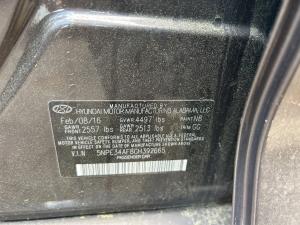 MANUFACTURED BY
HYUNDAI MOTOR MANUFACTURING ALABAMA, LLC
Feb/08/16 GVWR 4497 lbs PAINT N8
GAWR FRONT 2557 lbs GAWR REAR 2513 lbs TRIM GG
THIS VEHICLE CONFORMS TO ALL APPLICABLE U.S. FEDERAL
MOTOR VEHICLE SAFETY, BUMPER, AND THEFT PREVENTION
STANDARDS IN EFFECT ON THE DATE OF MANUFACTURE SHOWN ABOVE.
V.I.N 5NPE34AF8GH392665
PASSENGER CAR